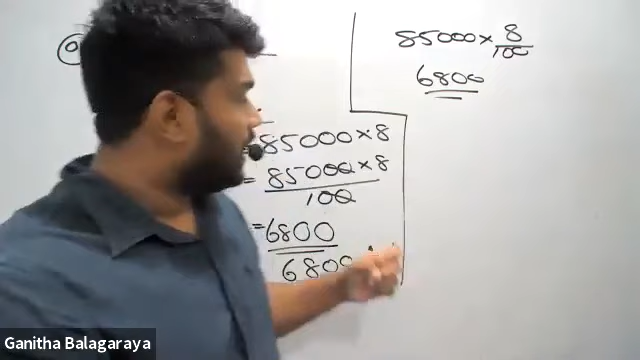 85000 × 8/100
6800
= 85000 × 8
= 85000 × 8
100
= 6800
6800
Ganitha Balagaraya